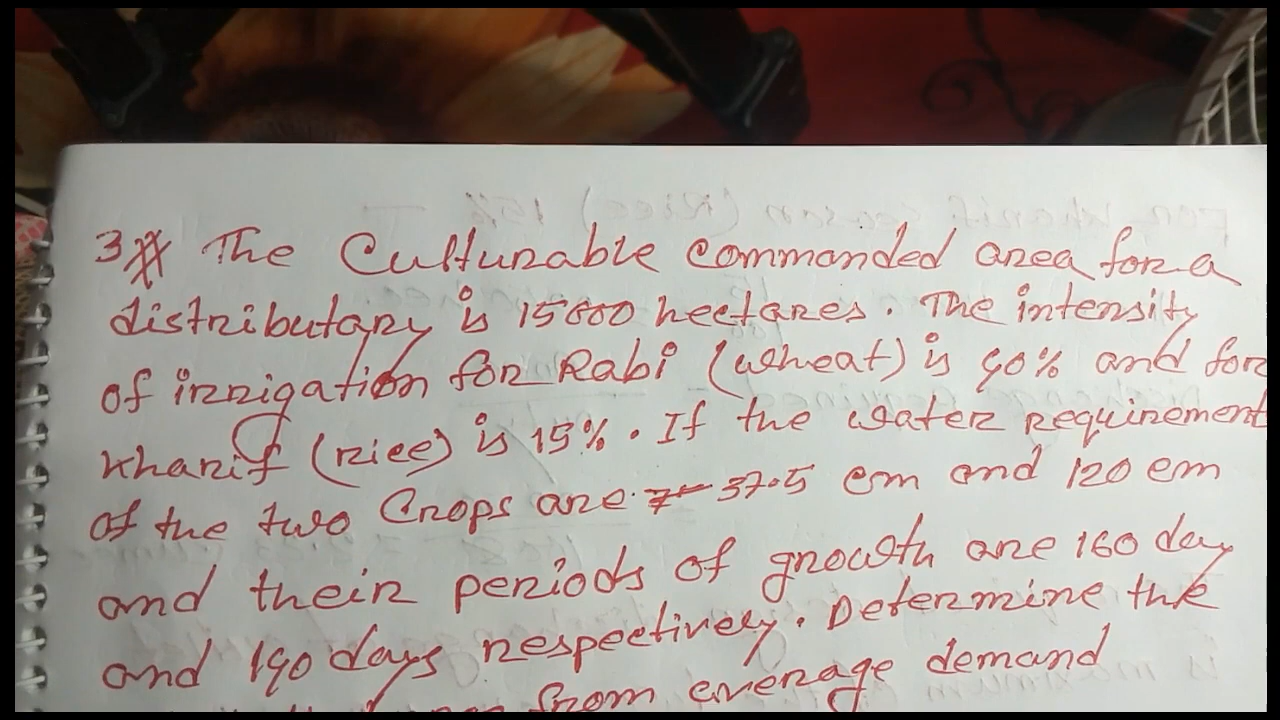 3) The Culturable commanded area for a
distributary is 15000 hectares. The intensity
of irrigation for Rabi (wheat) is 40% and for
kharif (rice) is 15%. If the water requirement
of the two Crops are 37.5 cm and 120 cm
and their periods of growth are 160 day
and 140 days respectively. Determine the
from average demand